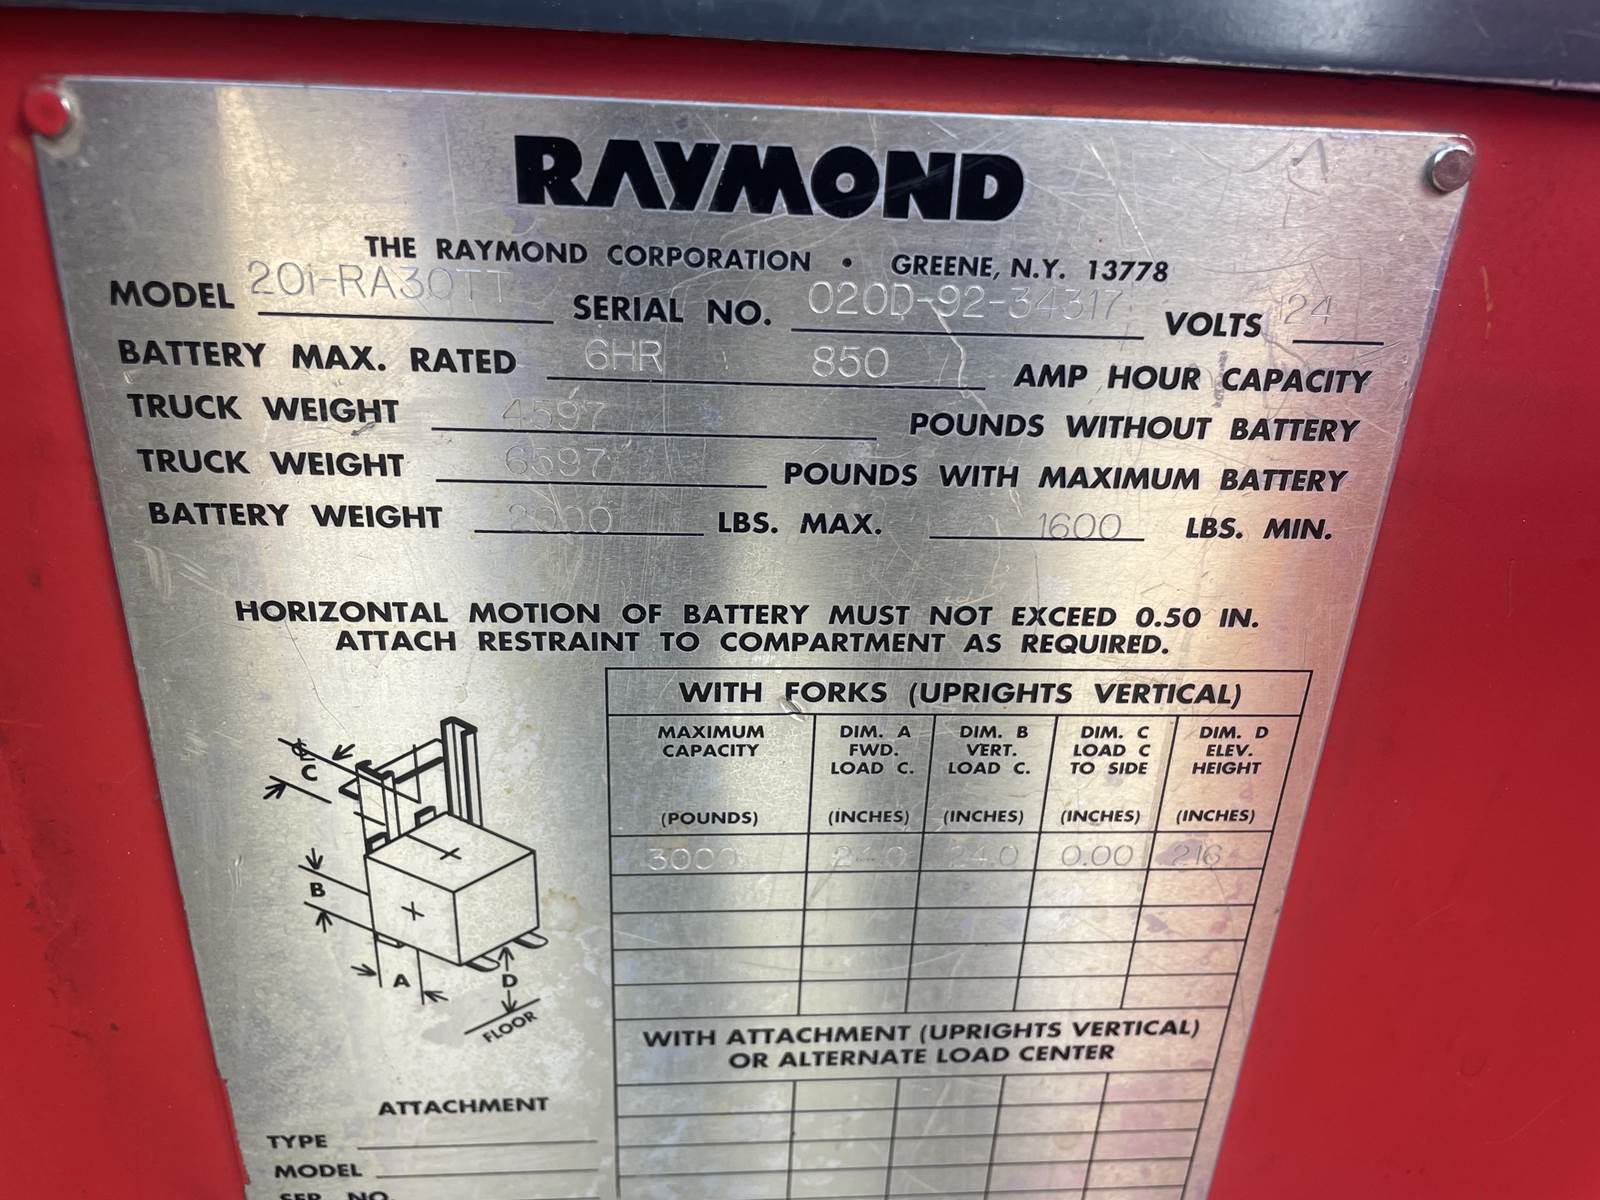 RAYMOND
THE RAYMOND CORPORATION • GREENE, N.Y. 13778
MODEL 20i-RA30TT SERIAL NO. 020D-92-34317 VOLTS 24
BATTERY MAX. RATED 6HR 850 AMP HOUR CAPACITY
TRUCK WEIGHT 4597 POUNDS WITHOUT BATTERY
TRUCK WEIGHT 6597 POUNDS WITH MAXIMUM BATTERY
BATTERY WEIGHT 2000 LBS. MAX. 1600 LBS. MIN.
HORIZONTAL MOTION OF BATTERY MUST NOT EXCEED 0.50 IN.
ATTACH RESTRAINT TO COMPARTMENT AS REQUIRED.
WITH FORKS (UPRIGHTS VERTICAL)
MAXIMUM DIM. A DIM. B DIM. C DIM. D
CAPACITY FWD. VERT. LOAD C ELEV.
LOAD C. LOAD C. TO SIDE HEIGHT
(POUNDS) (INCHES) (INCHES) (INCHES) (INCHES)
3000 24.0 24.0 0.00 216
C
B
A
D
FLOOR
WITH ATTACHMENT (UPRIGHTS VERTICAL)
OR ALTERNATE LOAD CENTER
ATTACHMENT
TYPE
MODEL
SER. NO.